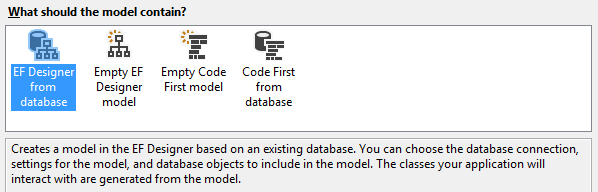 What should the model contain?
EF Designer from database
Empty EF Designer model
Empty Code First model
Code First from database
Creates a model in the EF Designer based on an existing database. You can choose the database connection,
settings for the model, and database objects to include in the model. The classes your application will
interact with are generated from the model.